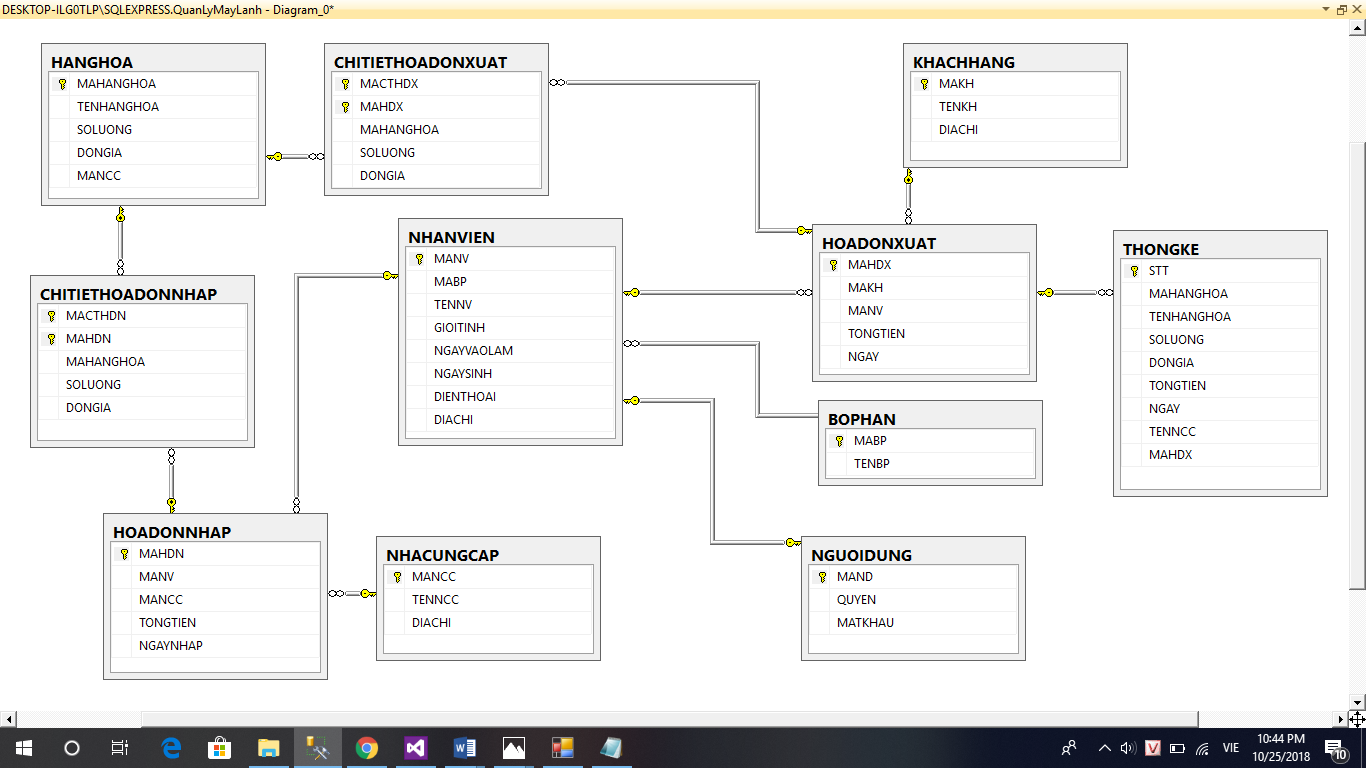 DESKTOP-ILG0TLP\SQLEXPRESS.QuanLyMayLanh - Diagram_0*
HANGHOA
MAHANGHOA
TENHANGHOA
SOLUONG
DONGIA
MANCC
CHITIETHOADONXUAT
MACTHDX
MAHDX
MAHANGHOA
SOLUONG
DONGIA
KHACHHANG
MAKH
TENKH
DIACHI
NHANVIEN
MANV
MABP
TENNV
GIOITINH
NGAYVAOLAM
NGAYSINH
DIENTHOAI
DIACHI
HOADONXUAT
MAHDX
MAKH
MANV
TONGTIEN
NGAY
THONGKE
STT
MAHANGHOA
TENHANGHOA
SOLUONG
DONGIA
TONGTIEN
NGAY
TENNCC
MAHDX
CHITIETHOADONNHAP
MACTHDN
MAHDN
MAHANGHOA
SOLUONG
DONGIA
BOPHAN
MABP
TENBP
HOADONNHAP
MAHDN
MANV
MANCC
TONGTIEN
NGAYNHAP
NHACUNGCAP
MANCC
TENNCC
DIACHI
NGUOIDUNG
MAND
QUYEN
MATKHAU
VIE
10:44 PM
10/25/2018
10